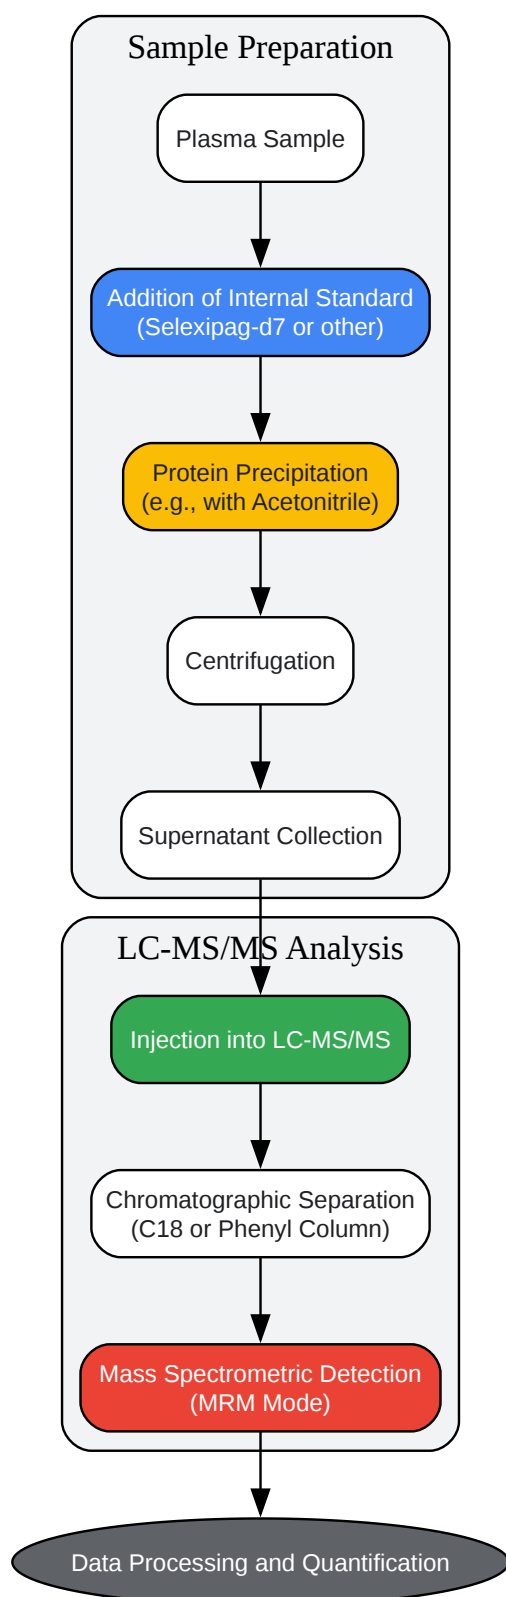 Sample Preparation
Plasma Sample
Addition of Internal Standard
(Selexipag-d7 or other)
Protein Precipitation
(e.g., with Acetonitrile)
Centrifugation
Supernatant Collection
LC-MS/MS Analysis
Injection into LC-MS/MS
Chromatographic Separation
(C18 or Phenyl Column)
Mass Spectrometric Detection
(MRM Mode)
Data Processing and Quantification